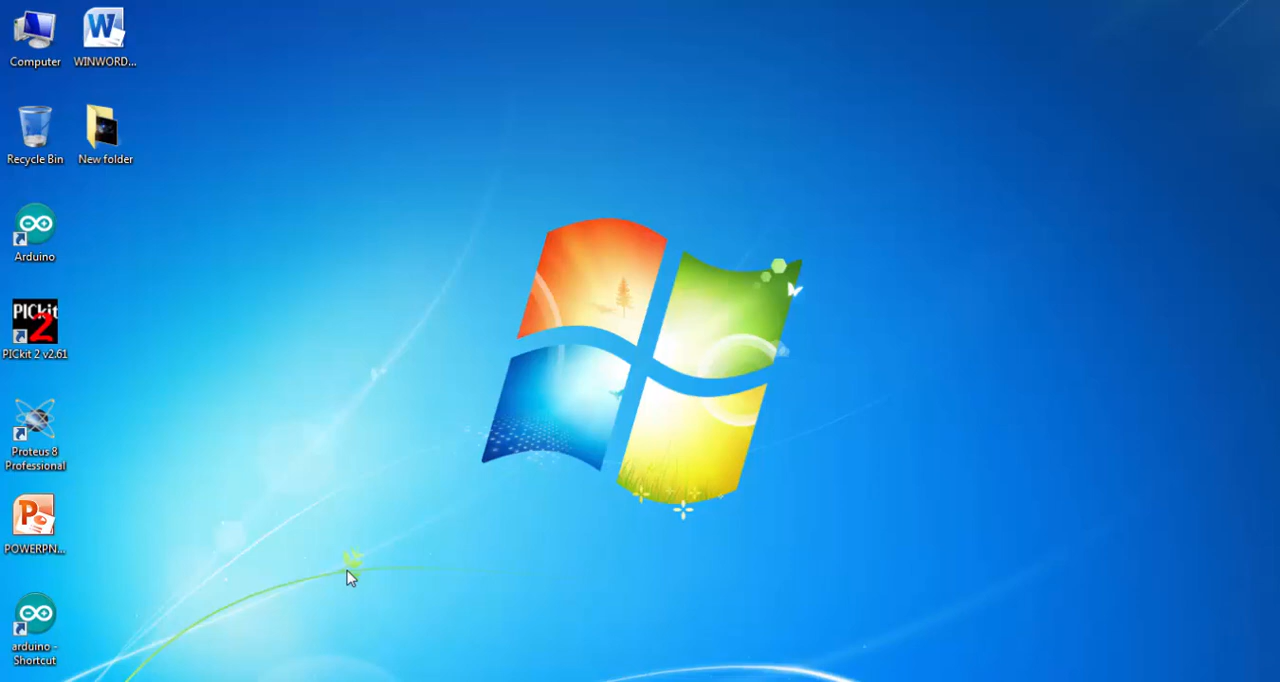 Computer
WINWORD...
Recycle Bin
New folder
Arduino
PICkit
2
PICkit 2 v2.61
Proteus 8
Professional
POWERPN...
arduino -
Shortcut